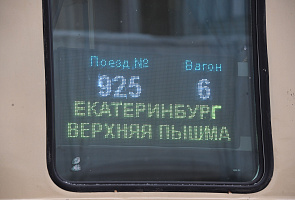 Поезд № Вагон
925 6
ЕКАТЕРИНБУРГ
ВЕРХНЯЯ ПЫШМА